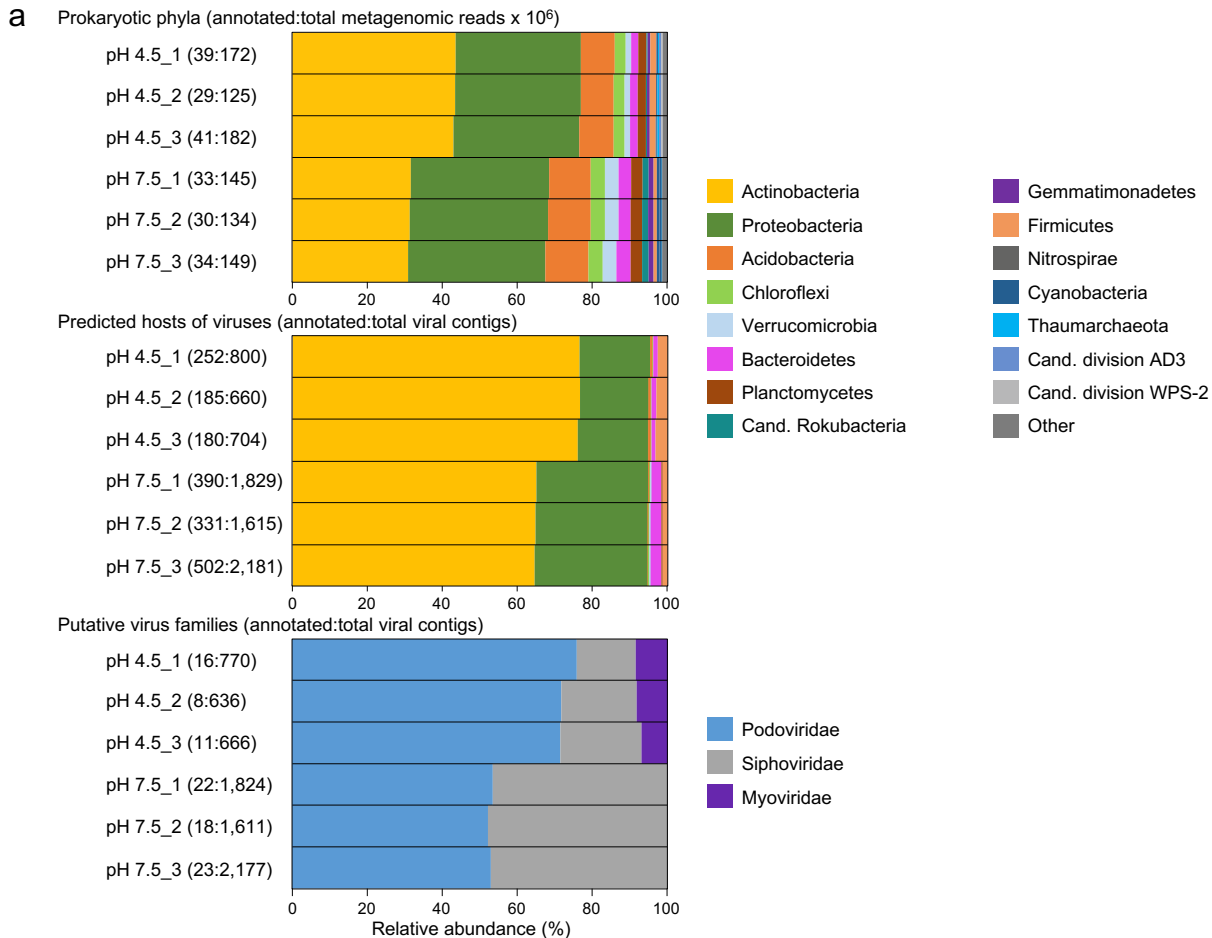 a
Prokaryotic phyla (annotated:total metagenomic reads x 10⁶)
pH 4.5_1 (39:172)
pH 4.5_2 (29:125)
pH 4.5_3 (41:182)
pH 7.5_1 (33:145)
pH 7.5_2 (30:134)
pH 7.5_3 (34:149)
0 20 40 60 80 100
Predicted hosts of viruses (annotated:total viral contigs)
pH 4.5_1 (252:800)
pH 4.5_2 (185:660)
pH 4.5_3 (180:704)
pH 7.5_1 (390:1,829)
pH 7.5_2 (331:1,615)
pH 7.5_3 (502:2,181)
0 20 40 60 80 100
Putative virus families (annotated:total viral contigs)
pH 4.5_1 (16:770)
pH 4.5_2 (8:636)
pH 4.5_3 (11:666)
pH 7.5_1 (22:1,824)
pH 7.5_2 (18:1,611)
pH 7.5_3 (23:2,177)
0 20 40 60 80 100
Relative abundance (%)
Actinobacteria
Proteobacteria
Acidobacteria
Chloroflexi
Verrucomicrobia
Bacteroidetes
Planctomycetes
Cand. Rokubacteria
Gemmatimonadetes
Firmicutes
Nitrospirae
Cyanobacteria
Thaumarchaeota
Cand. division AD3
Cand. division WPS-2
Other
Podoviridae
Siphoviridae
Myoviridae